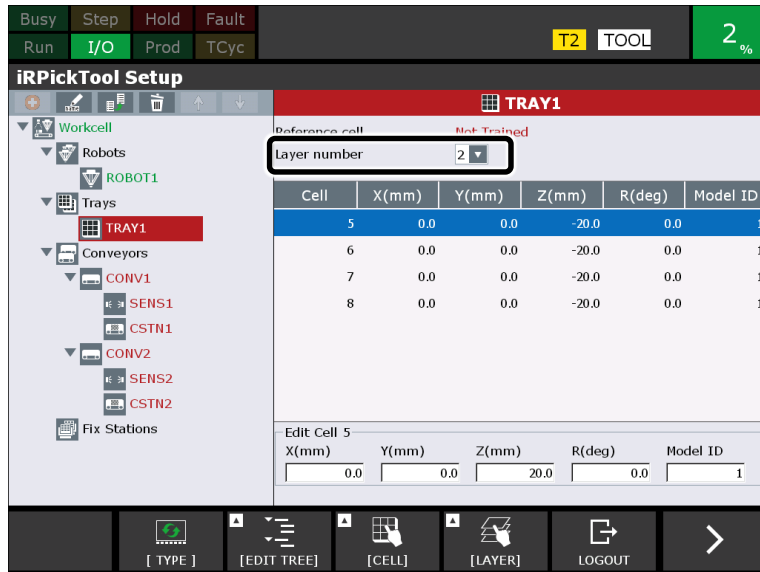 Busy Step Hold Fault
Run I/O Prod TCyc T2 TOOL 2 %
iRPickTool Setup
TRAY1
Workcell
Reference cell Not Trained
Robots
Layer number 2
ROBOT1
Trays
Cell X(mm) Y(mm) Z(mm) R(deg) Model ID
TRAY1
5 0.0 0.0 -20.0 0.0 1
Conveyors
6 0.0 0.0 -20.0 0.0 1
CONV1
7 0.0 0.0 -20.0 0.0 1
SENS1
8 0.0 0.0 -20.0 0.0 1
CSTN1
CONV2
SENS2
CSTN2
Fix Stations
Edit Cell 5
X(mm) Y(mm) Z(mm) R(deg) Model ID
0.0 0.0 20.0 0.0 1
[ TYPE ] [EDIT TREE] [CELL] [LAYER] LOGOUT